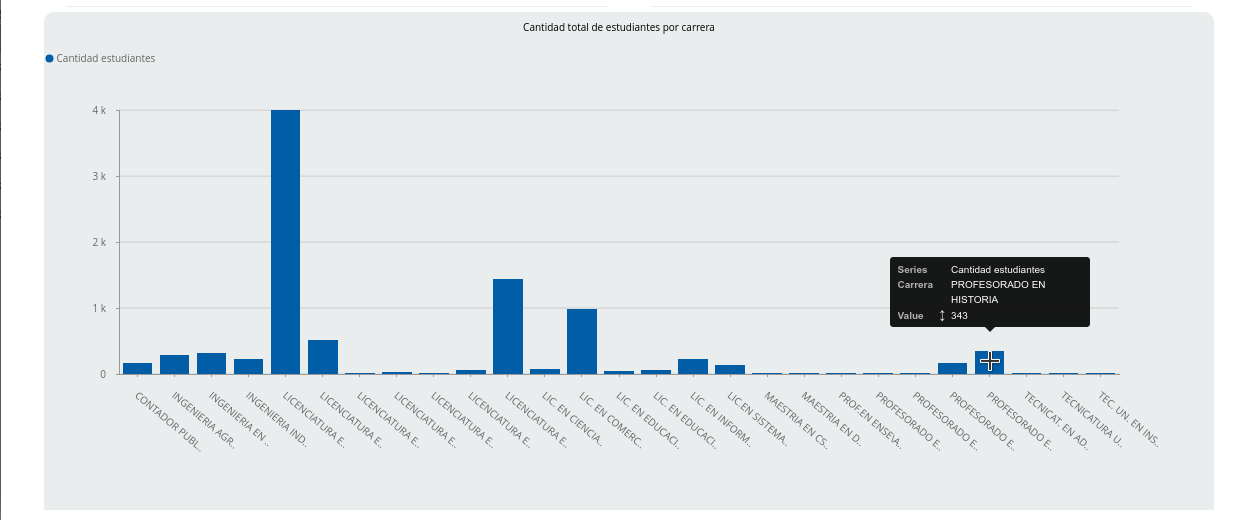 Cantidad total de estudiantes por carrera
Cantidad estudiantes
4 k
3 k
2 k
1 k
0
Series Cantidad estudiantes
Carrera PROFESORADO EN
HISTORIA
Value 343
CONTADOR PUBL..
INGENIERIA AGR..
INGENIERIA EN ..
INGENIERIA IND..
LICENCIATURA E..
LICENCIATURA E..
LICENCIATURA E..
LICENCIATURA E..
LICENCIATURA E..
LICENCIATURA E..
LICENCIATURA E..
LIC. EN CIENCIA..
LIC. EN COMERC..
LIC. EN EDUCACI..
LIC. EN EDUCACI..
LIC. EN INFORM..
LIC.EN SISTEMA..
MAESTRIA EN CS..
MAESTRIA EN D..
PROF.EN ENSEVA..
PROFESORADO E..
PROFESORADO E..
PROFESORADO E..
PROFESORADO E..
TECNICAT. EN AD..
TECNICATURA U..
TEC. UN. EN INS..